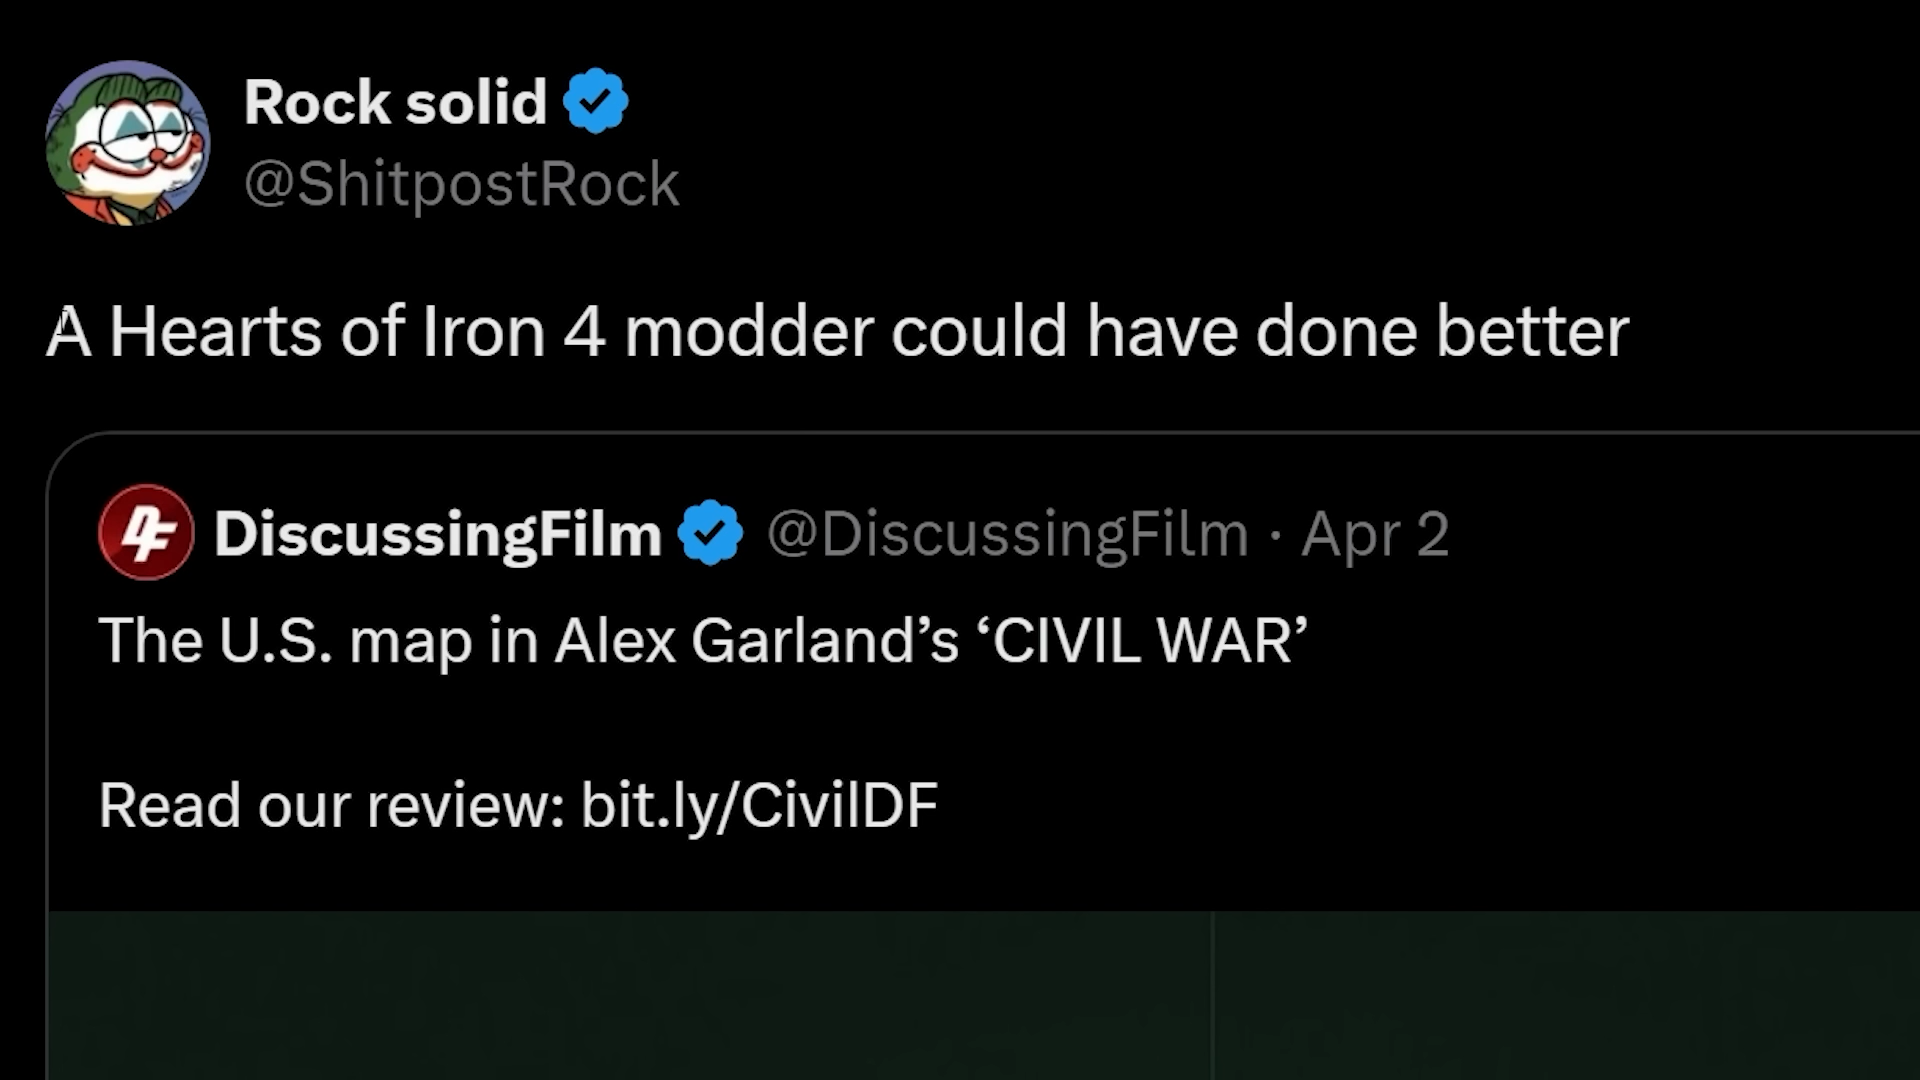 Rock solid
@ShitpostRock
A Hearts of Iron 4 modder could have done better
DiscussingFilm @DiscussingFilm · Apr 2
The U.S. map in Alex Garland’s ‘CIVIL WAR’
Read our review: bit.ly/CivilDF